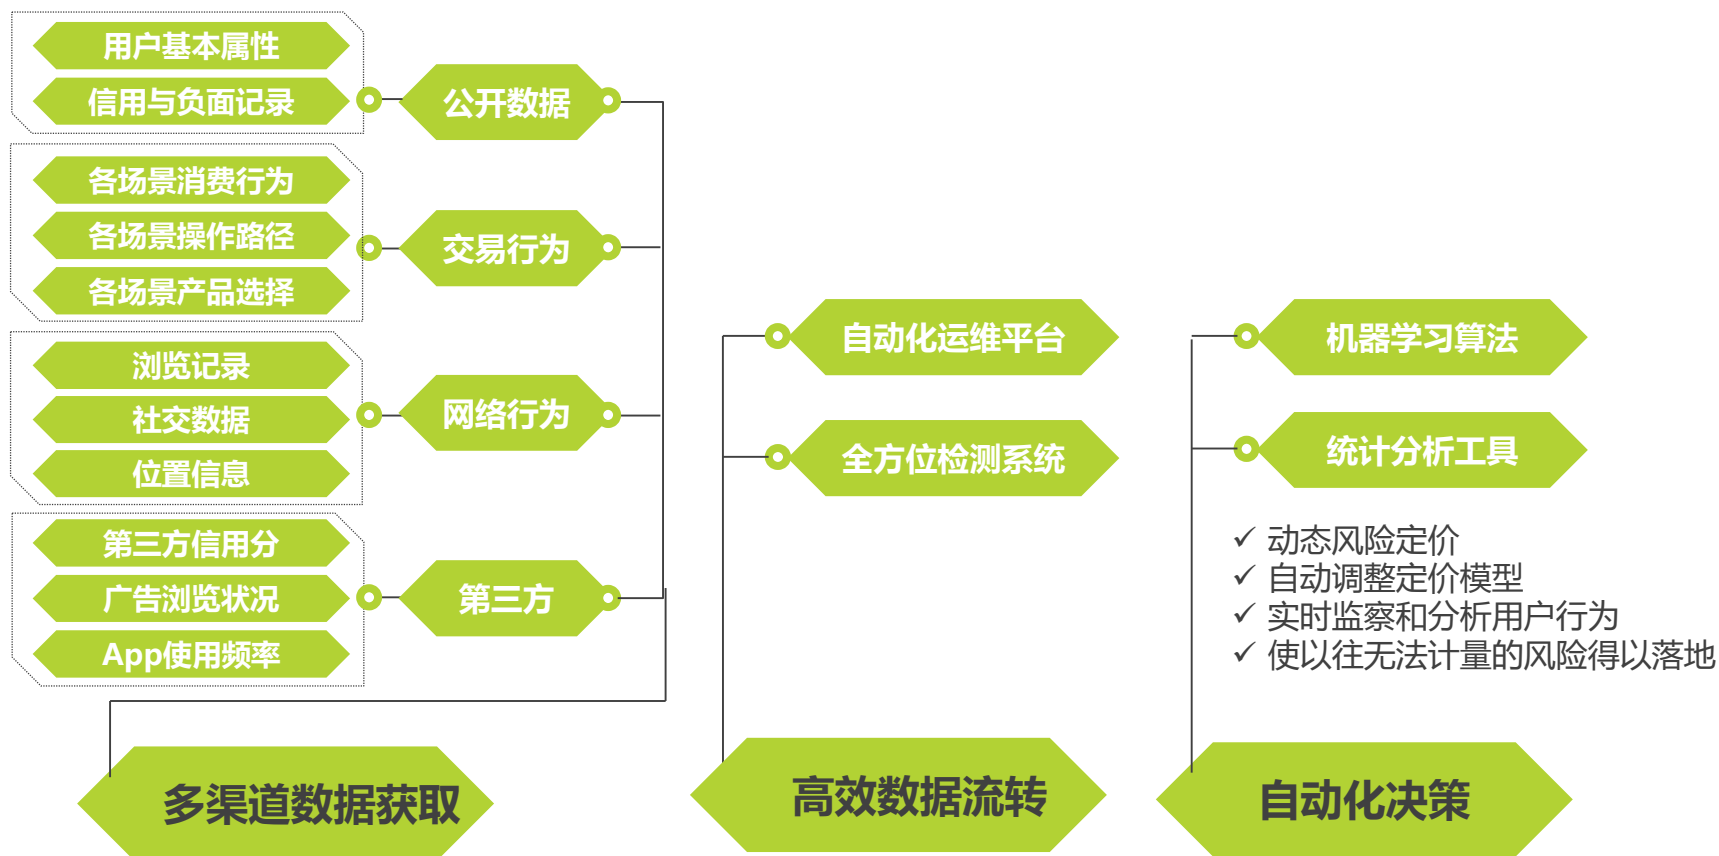 用户基本属性
信用与负面记录
公开数据
各场景消费行为
各场景操作路径
各场景产品选择
交易行为
浏览记录
社交数据
位置信息
网络行为
第三方信用分
广告浏览状况
App使用频率
第三方
多渠道数据获取
自动化运维平台
全方位检测系统
高效数据流转
机器学习算法
统计分析工具
✓ 动态风险定价
✓ 自动调整定价模型
✓ 实时监察和分析用户行为
✓ 使以往无法计量的风险得以落地
自动化决策